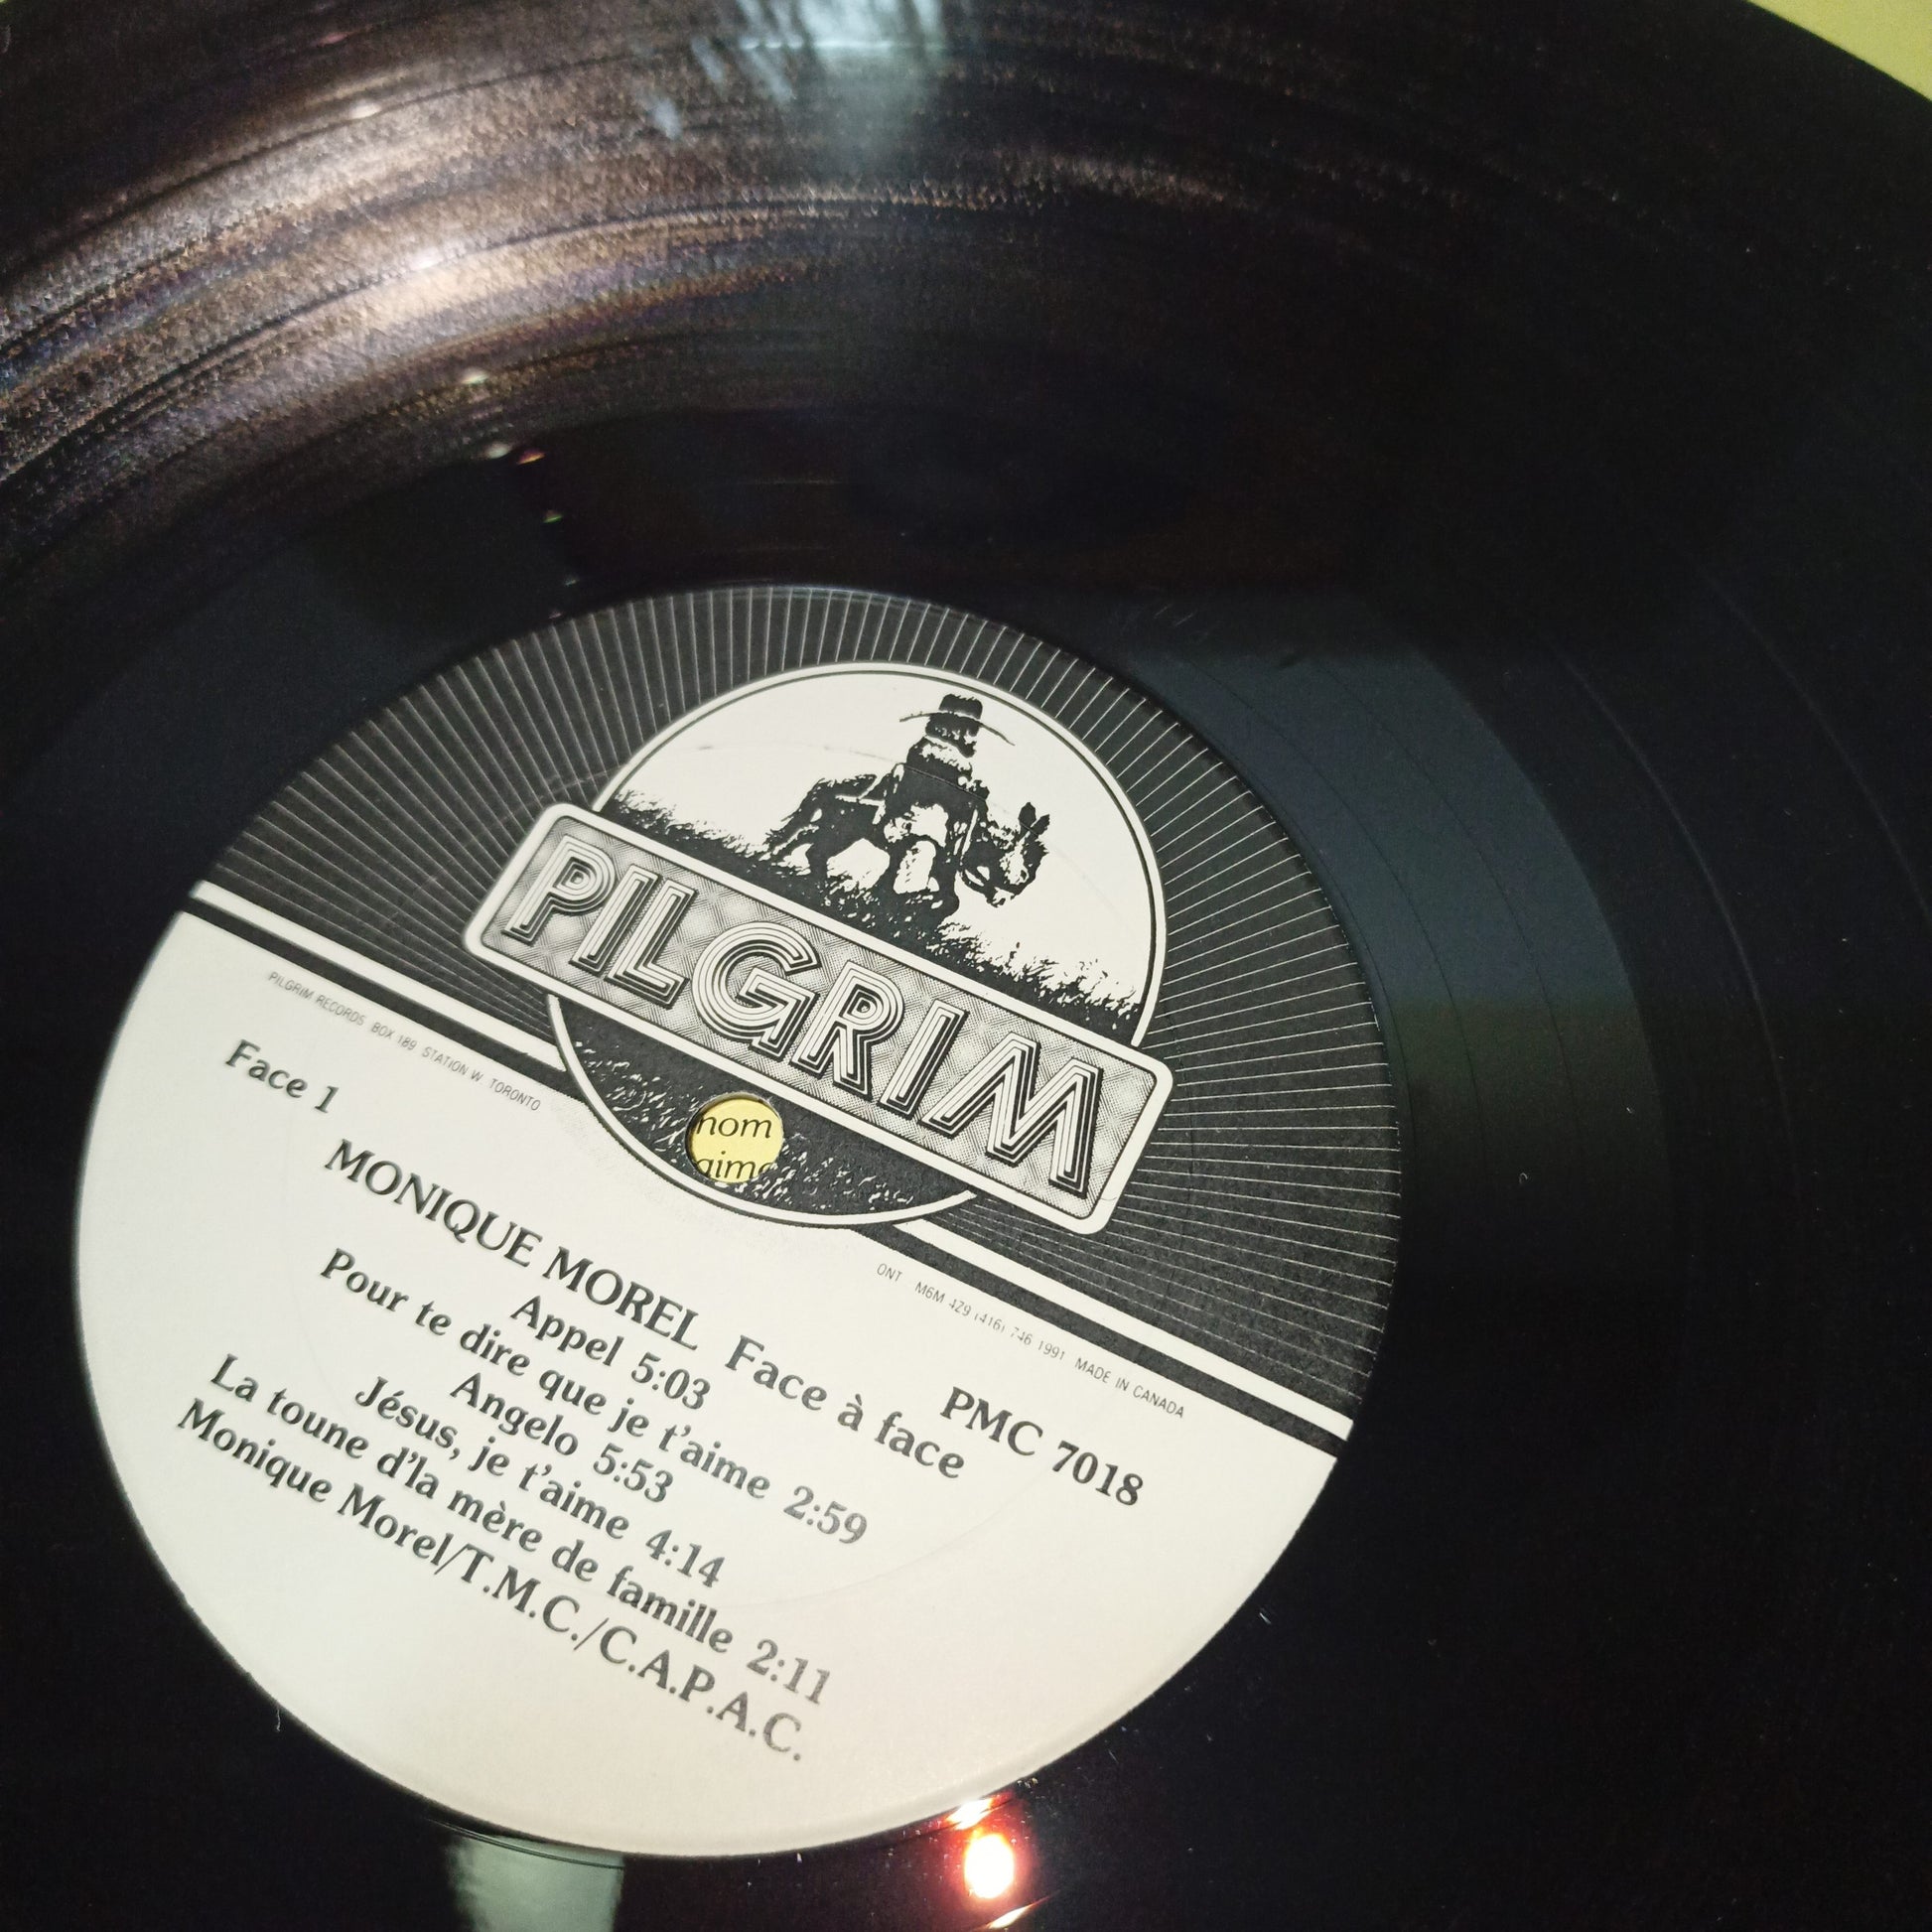 PILGRIM
PILGRIM RECORDS BOX 189 STATION W TORONTO
ONT M6M 4Z9 (416) 746 1991 MADE IN CANADA
Face 1
PMC 7018
nom
aime
MONIQUE MOREL Face à face
Appel 5:03
Pour te dire que je t'aime 2:59
Angelo 5:53
Jésus, je t'aime 4:14
La toune d'la mère de famille 2:11
Monique Morel/T.M.C./C.A.P.A.C.